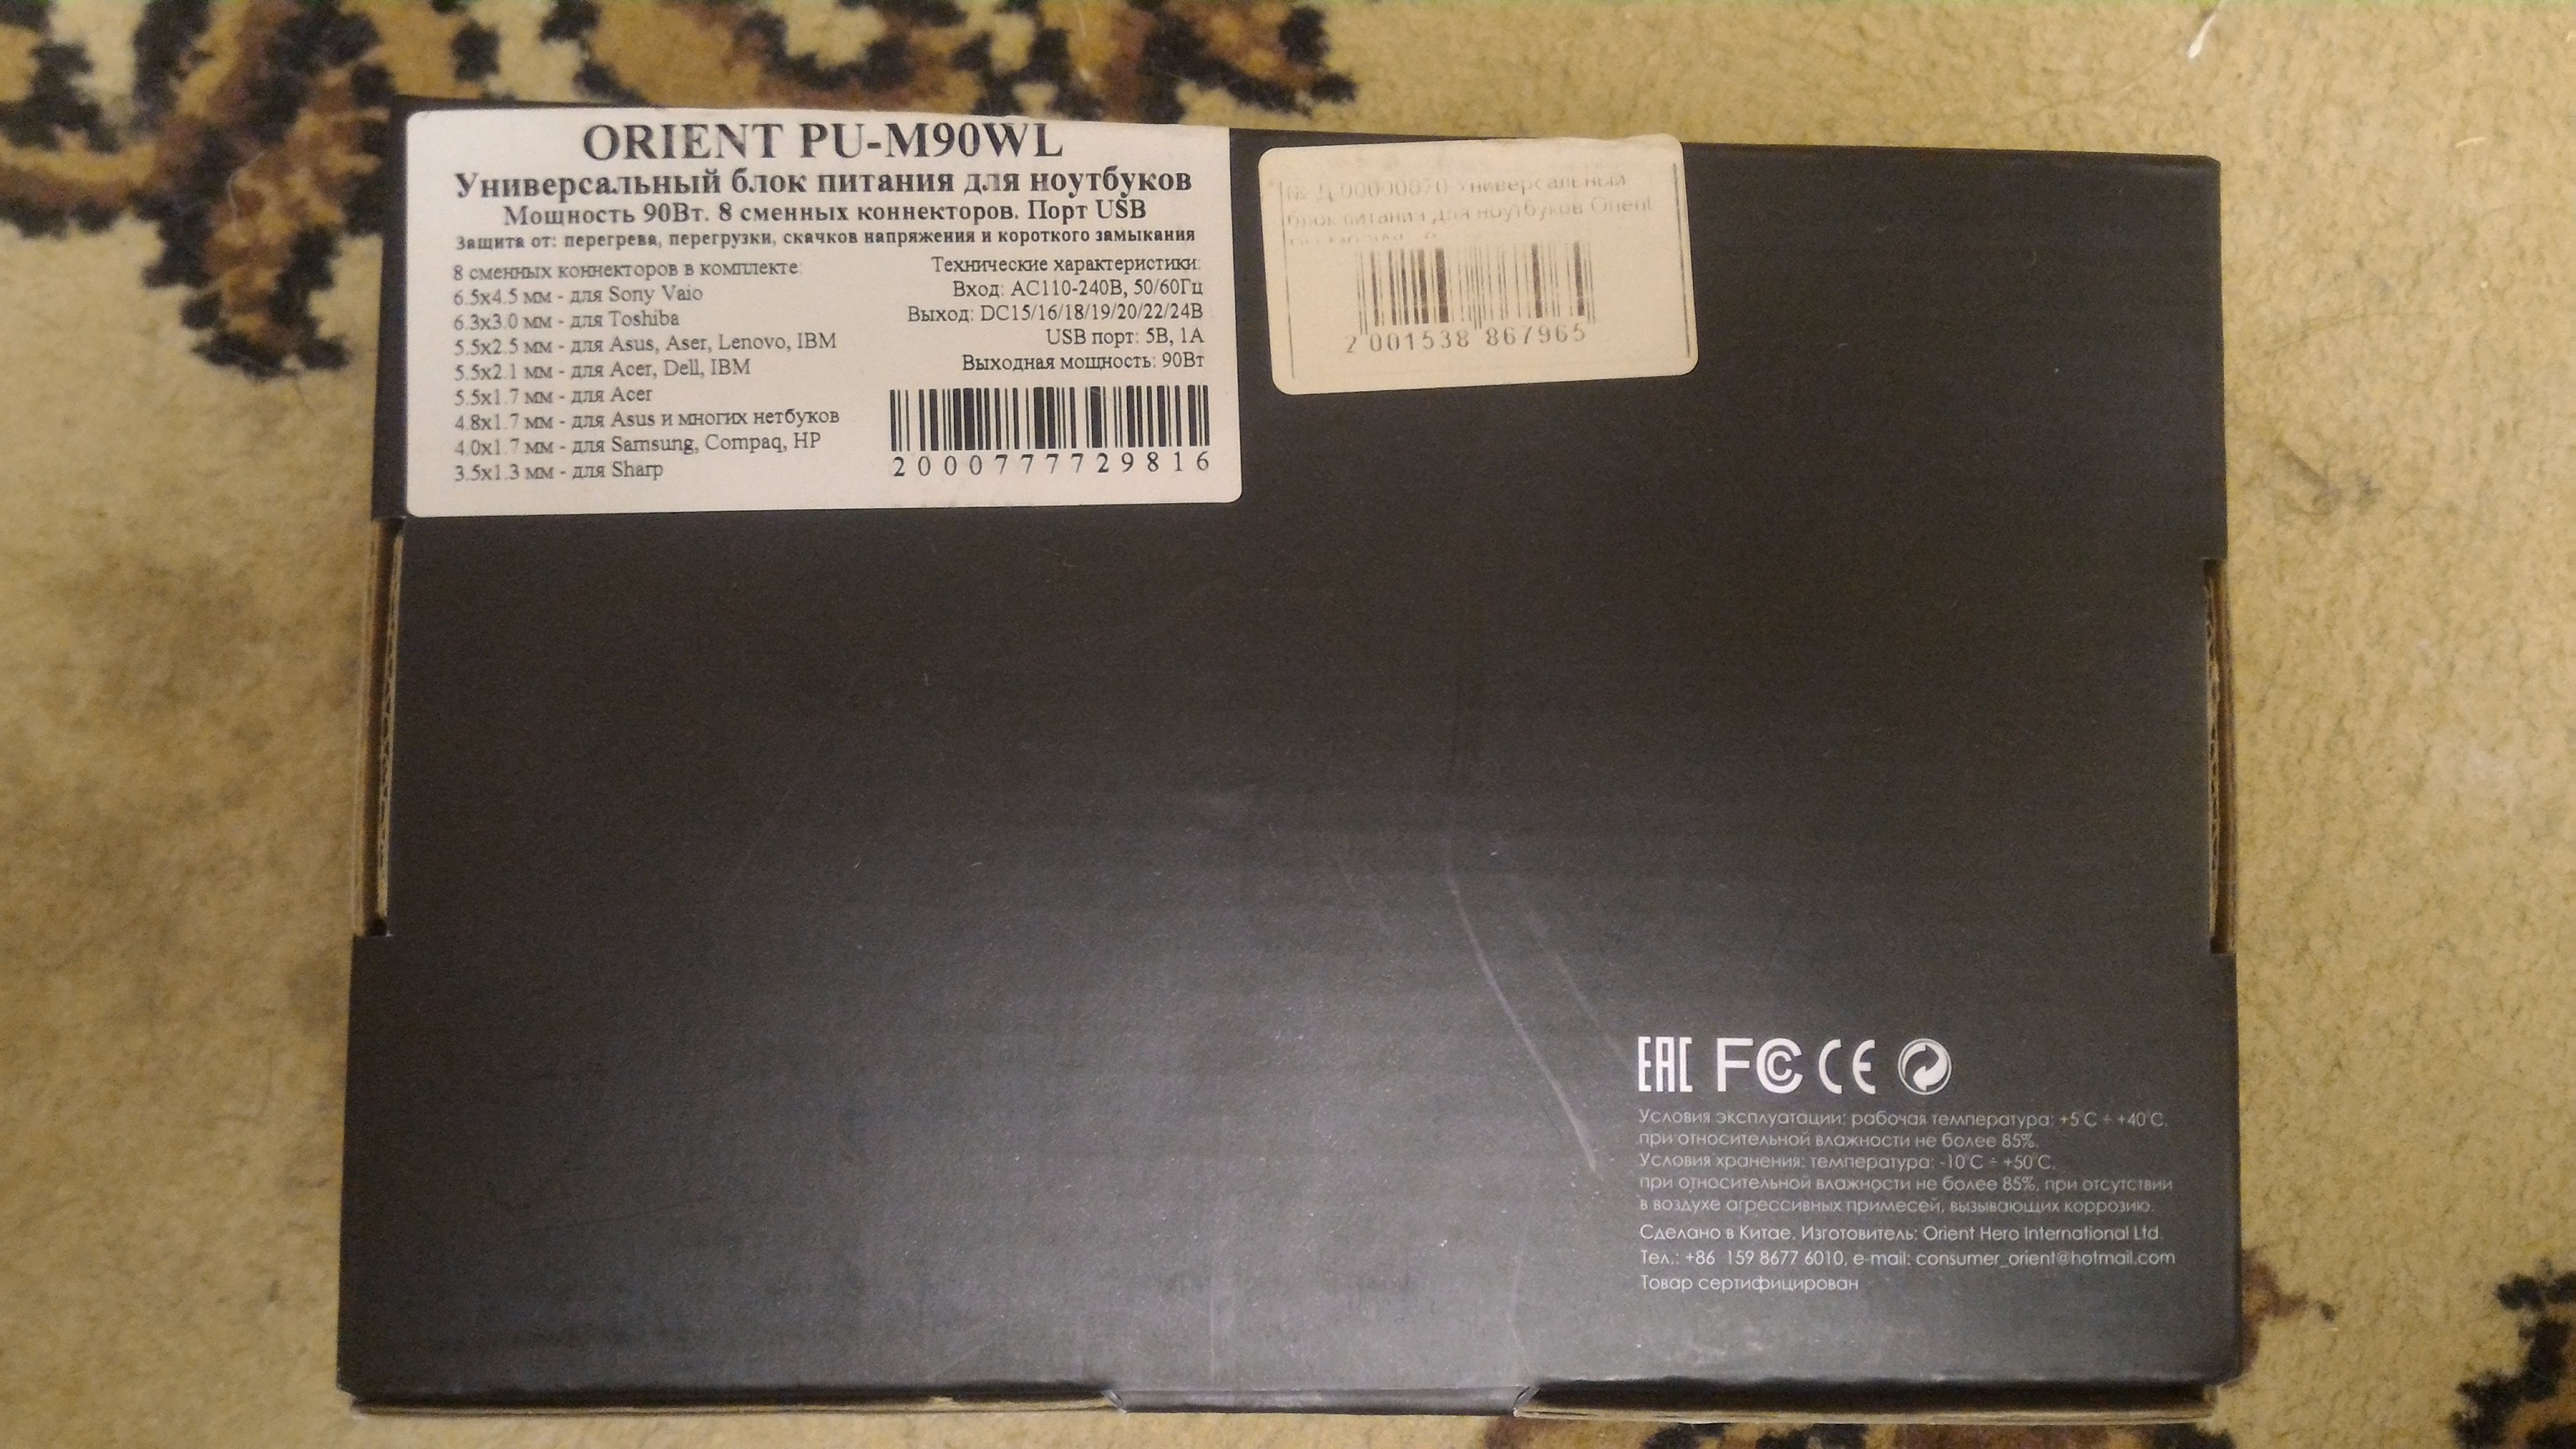 ORIENT PU-M90WL
Универсальный блок питания для ноутбуков
Мощность 90Вт. 8 сменных коннекторов. Порт USB
Защита от: перегрева, перегрузки, скачков напряжения и короткого замыкания
8 сменных коннекторов в комплекте:
6.5x4.5 мм - для Sony Vaio
6.3x3.0 мм - для Toshiba
5.5x2.5 мм - для Asus, Aser, Lenovo, IBM
5.5x2.1 мм - для Acer, Dell, IBM
5.5x1.7 мм - для Acer
4.8x1.7 мм - для Asus и многих нетбуков
4.0x1.7 мм - для Samsung, Compaq, HP
3.5x1.3 мм - для Sharp
Технические характеристики:
Вход: AC110-240В, 50/60Гц
Выход: DC15/16/18/19/20/22/24В
USB порт: 5В, 1А
Выходная мощность: 90Вт
2000777729816
Универсальный
блок питания для ноутбуков Orient
2 001538 867965
EAC FC CE
Условия эксплуатации: рабочая температура: +5°C ÷ +40°C,
при относительной влажности не более 85%.
Условия хранения: температура: -10°C ÷ +50°C,
при относительной влажности не более 85%, при отсутствии
в воздухе агрессивных примесей, вызывающих коррозию.
Сделано в Китае. Изготовитель: Orient Hero International Ltd.
Тел.: +86 159 8677 6010, e-mail: consumer_orient@hotmail.com
Товар сертифицирован